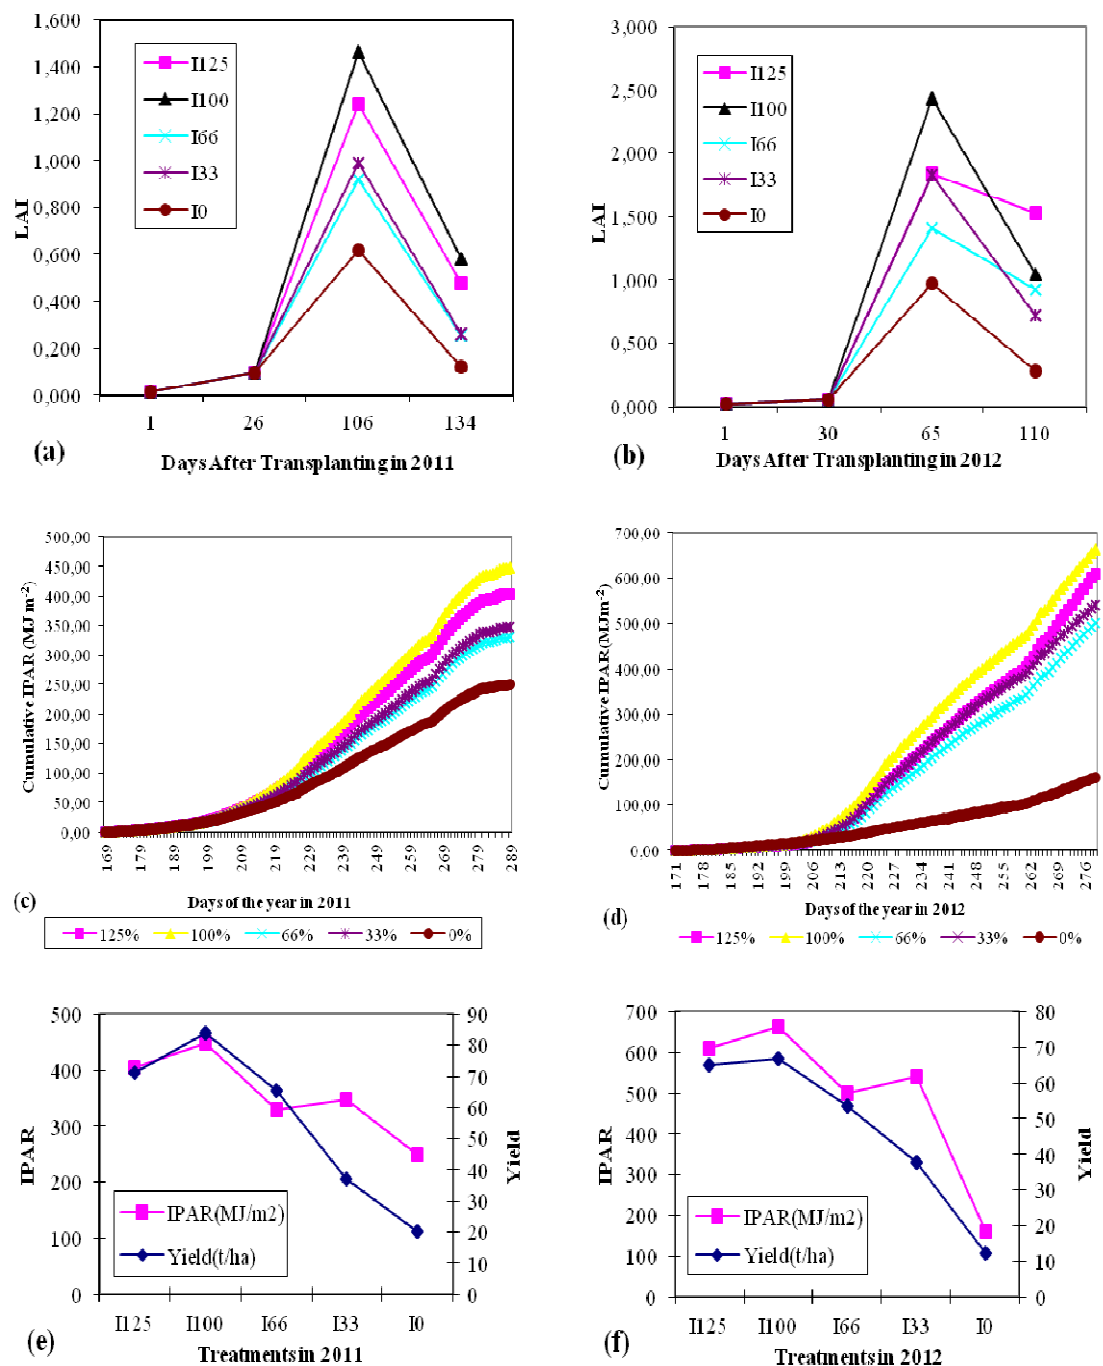 1,600
1,400
1,200
1,000
0,800
0,600
0,400
0,200
0,000
LAI
I125
I100
I66
I33
I0
1 26 106 134
(a)
Days After Transplanting in 2011
3,000
2,500
2,000
1,500
1,000
0,500
0,000
LAI
I125
I100
I66
I33
I0
1 30 65 110
(b)
Days After Transplanting in 2012
500,00
450,00
400,00
350,00
300,00
250,00
200,00
150,00
100,00
50,00
0,00
Cumulative IPAR (MJ m-2)
169 179 189 199 209 219 229 239 249 259 269 279 289
(c)
Days of the year in 2011
125% 100% 66% 33% 0%
700,00
600,00
500,00
400,00
300,00
200,00
100,00
0.00
Cumulative IPAR(MJm-2)
171 178 185 192 199 206 213 220 227 234 241 248 255 262 269 276
(d)
Days of the year in 2012
125% 100% 66% 33% 0%
500
400
300
200
100
0
IPAR
90
80
70
60
50
40
30
20
10
0
Yield
IPAR(MJ/m2)
Yield(t/ha)
I125 I100 I66 I33 I0
(e)
Treatments in 2011
700
600
500
400
300
200
100
0
IPAR
80
70
60
50
40
30
20
10
0
Yield
IPAR(MJ/m2)
Yield(t/ha)
I125 I100 I66 I33 I0
(f)
Treatments in 2012